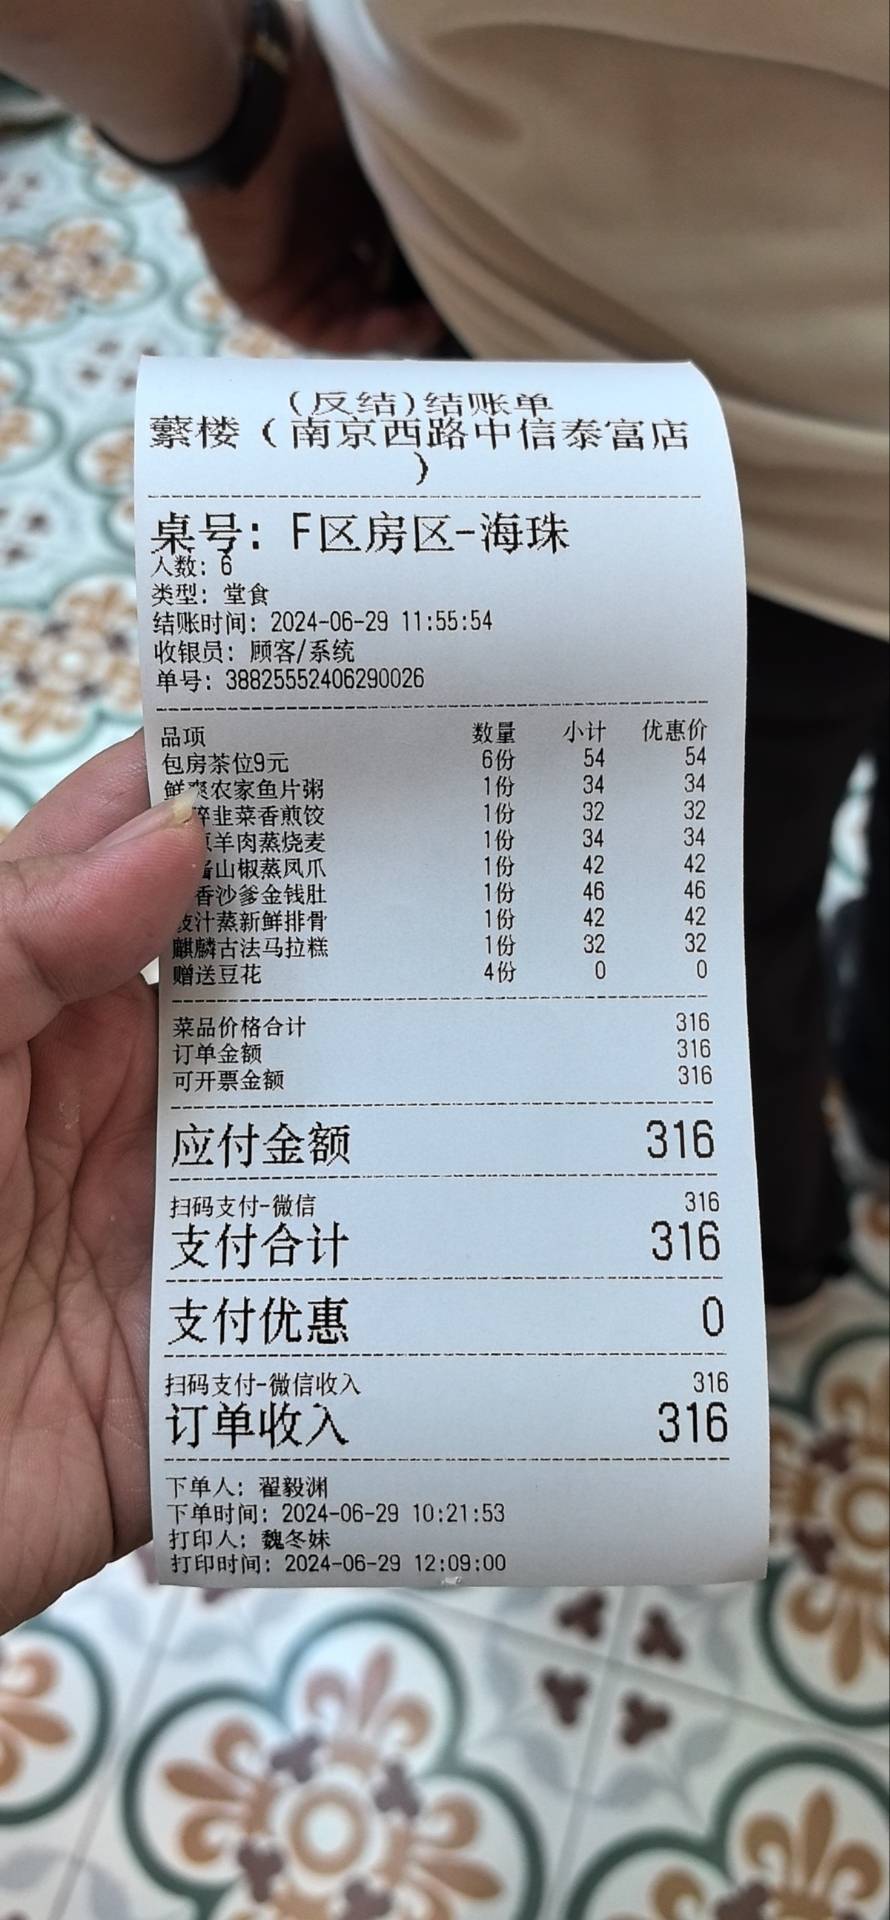 (反结)结账单
蘩楼(南京西路中信泰富店
)
桌号: F区房区-海珠
人数: 6
类型: 堂食
结账时间: 2024-06-29 11:55:54
收银员: 顾客/系统
单号: 38825552406290026
品项 数量 小计 优惠价
包房茶位9元 6份 54 54
鲜爽农家鱼片粥 1份 34 34
韭菜香煎饺 1份 32 32
羊肉蒸烧麦 1份 34 34
山椒蒸凤爪 1份 42 42
香沙爹金钱肚 1份 46 46
汁蒸新鲜排骨 1份 42 42
麒麟古法马拉糕 1份 32 32
赠送豆花 4份 0 0
菜品价格合计 316
订单金额 316
可开票金额 316
应付金额 316
扫码支付-微信 316
支付合计 316
支付优惠 0
扫码支付-微信收入 316
订单收入 316
下单人: 翟毅渊
下单时间: 2024-06-29 10:21:53
打印人: 魏冬妹
打印时间: 2024-06-29 12:09:00